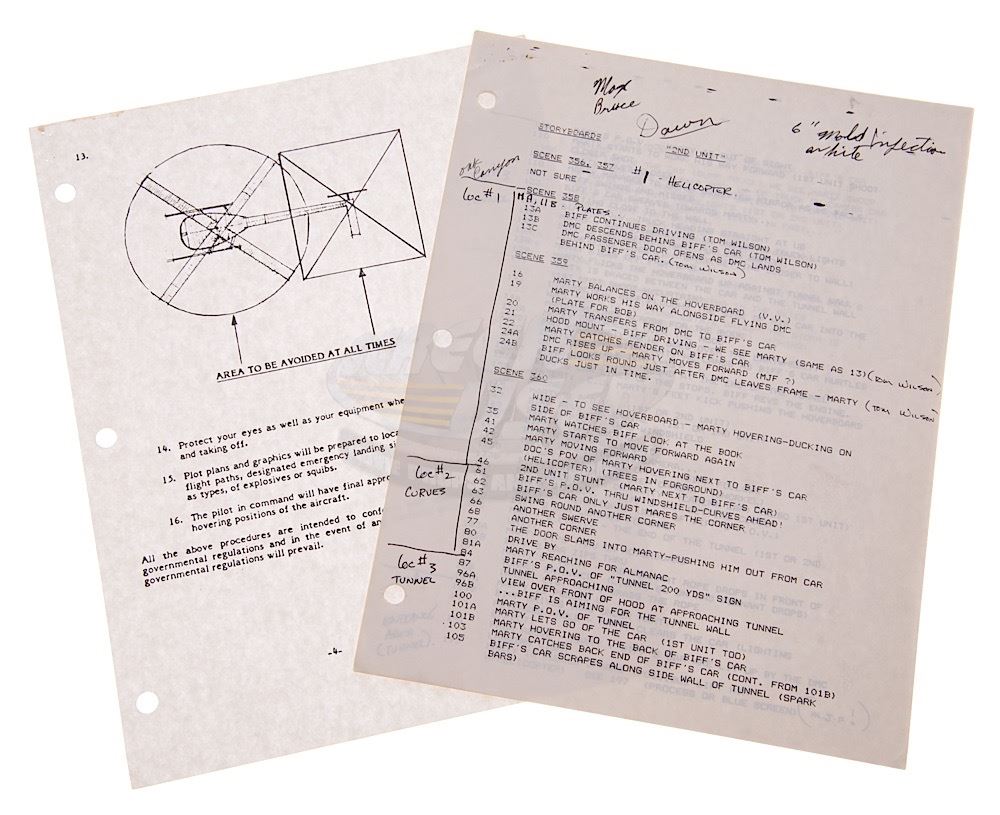 13.
AREA TO BE AVOIDED AT ALL TIMES
14. Protect your eyes as well as your equipment whe
and taking off.
15. Plot plans and graphics will be prepared to loc
flight paths, designated emergency landing si
as types, of explosives or squibs.
16. The pilot in command will have final appro
hovering positions of the aircraft.
All the above procedures are intended to conf
governmental regulations and in the event of an
governmental regulations will prevail.
-4-
Max
Bruce
Dawn
6" Mold Injection
white
STORYBOARDS "2ND UNIT"
SCENE 356, 357 #1 - HELICOPTER.
NOT SURE
oak Canyon
Loc #1
SCENE 358
11A, 11B - PLATES.
13A BIFF CONTINUES DRIVING (TOM WILSON)
13B DMC DESCENDS BEHING BIFF'S CAR (TOM WILSON)
13C DMC PASSENGER DOOR OPENS AS DMC LANDS
BEHIND BIFF'S CAR. (Tom Wilson)
SCENE 359
16 MARTY BALANCES ON THE HOVERBOARD (V.V.)
19 MARTY WORKS HIS WAY ALONGSIDE FLYING DMC
(PLATE FOR BOB)
20 MARTY TRANSFERS FROM DMC TO BIFF'S CAR
21 HOOD MOUNT - BIFF DRIVING - WE SEE MARTY (SAME AS 13) (Tom Wilson)
22 MARTY CATCHES FENDER ON BIFF'S CAR
24A DMC RISES UP - MARTY MOVES FORWARD (MJF ?)
24B BIFF LOOKS ROUND JUST AFTER DMC LEAVES FRAME - MARTY (Tom Wilson)
DUCKS JUST IN TIME.
SCENE 360
32 WIDE - TO SEE HOVERBOARD - MARTY HOVERING-DUCKING ON
SIDE OF BIFF'S CAR
35 MARTY WATCHES BIFF LOOK AT THE BOOK
41 MARTY STARTS TO MOVE FORWARD AGAIN
42 MARTY MOVING FORWARD
45 DOC'S POV OF MARTY HOVERING NEXT TO BIFF'S CAR
(HELICOPTER) (TREES IN FORGROUND)
46 2ND UNIT STUNT (MARTY NEXT TO BIFF'S CAR)
Loc #2
CURVES
61 BIFF'S P.O.V. THRU WINDSHIELD-CURVES AHEAD!
62 BIFF'S CAR ONLY JUST MARES THE CORNER
63 SWING ROUND ANOTHER CORNER
66 ANOTHER SWERVE
68 ANOTHER CORNER
77 THE DOOR SLAMS INTO MARTY-PUSHING HIM OUT FROM CAR
80 DRIVE BY
81A MARTY REACHING FOR ALMANAC
Loc #3
TUNNEL
84 BIFF'S P.O.V. OF "TUNNEL 200 YDS" SIGN
87 TUNNEL APPROACHING
96A VIEW OVER FRONT OF HOOD AT APPROACHING TUNNEL
96B ...BIFF IS AIMING FOR THE TUNNEL WALL
100 MARTY P.O.V. OF TUNNEL
101A MARTY LETS GO OF THE CAR (1ST UNIT TOO)
101B MARTY HOVERING TO THE BACK OF BIFF'S CAR
103 MARTY CATCHES BACK END OF BIFF'S CAR (CONT. FROM 101B)
105 BIFF'S CAR SCRAPES ALONG SIDE WALL OF TUNNEL (SPARK
BARS)